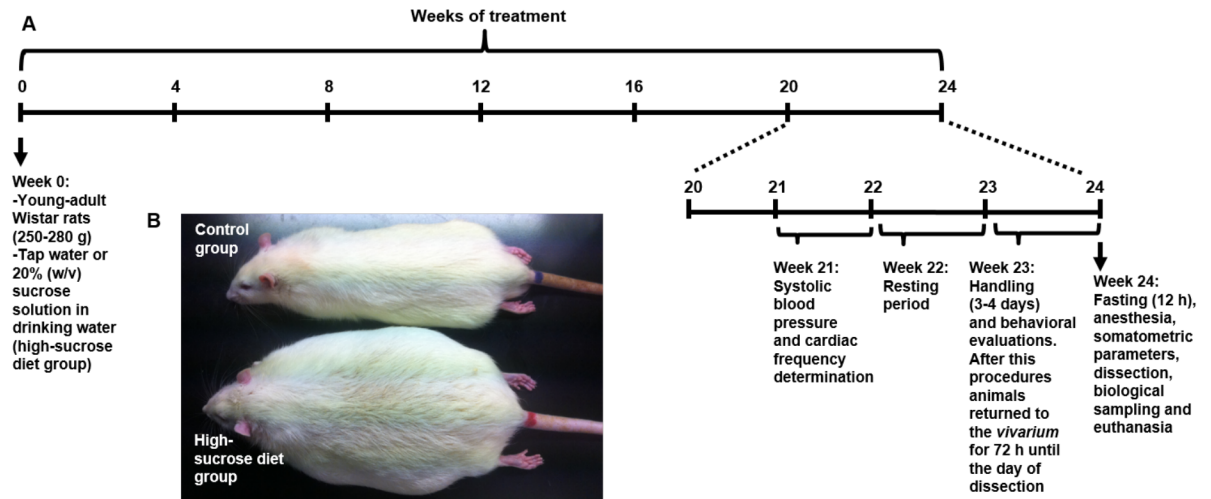 A
Weeks of treatment
0 4 8 12 16 20 24
Week 0:
-Young-adult
Wistar rats
(250-280 g)
-Tap water or
20% (w/v)
sucrose
solution in
drinking water
(high-sucrose
diet group)
B
Control
group
High-
sucrose diet
group
20 21 22 23 24
Week 21:
Systolic
blood
pressure
and cardiac
frequency
determination
Week 22:
Resting
period
Week 23:
Handling
(3-4 days)
and behavioral
evaluations.
After this
procedures
animals
returned to
the vivarium
for 72 h until
the day of
dissection
Week 24:
Fasting (12 h),
anesthesia,
somatometric
parameters,
dissection,
biological
sampling and
euthanasia